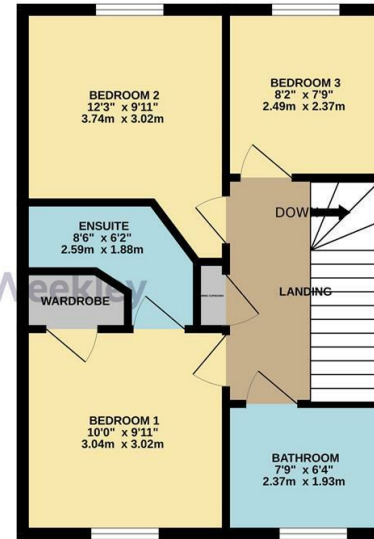 BEDROOM 2
12'3" x 9'11"
3.74m x 3.02m
BEDROOM 3
8'2" x 7'9"
2.49m x 2.37m
ENSUITE
8'6" x 6'2"
2.59m x 1.88m
DOW
WARDROBE
Weekley
LANDING
BEDROOM 1
10'0" x 9'11"
3.04m x 3.02m
BATHROOM
7'9" x 6'4"
2.37m x 1.93m